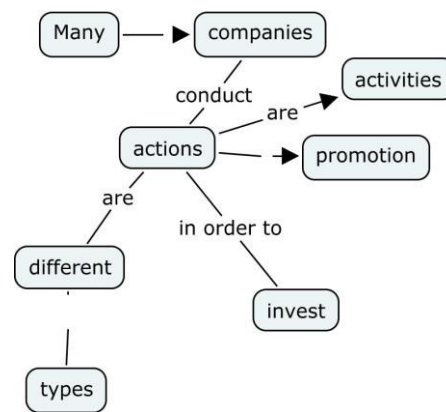 Many companies
activities
conduct
are
actions
promotion
are
in order to
different
invest
types